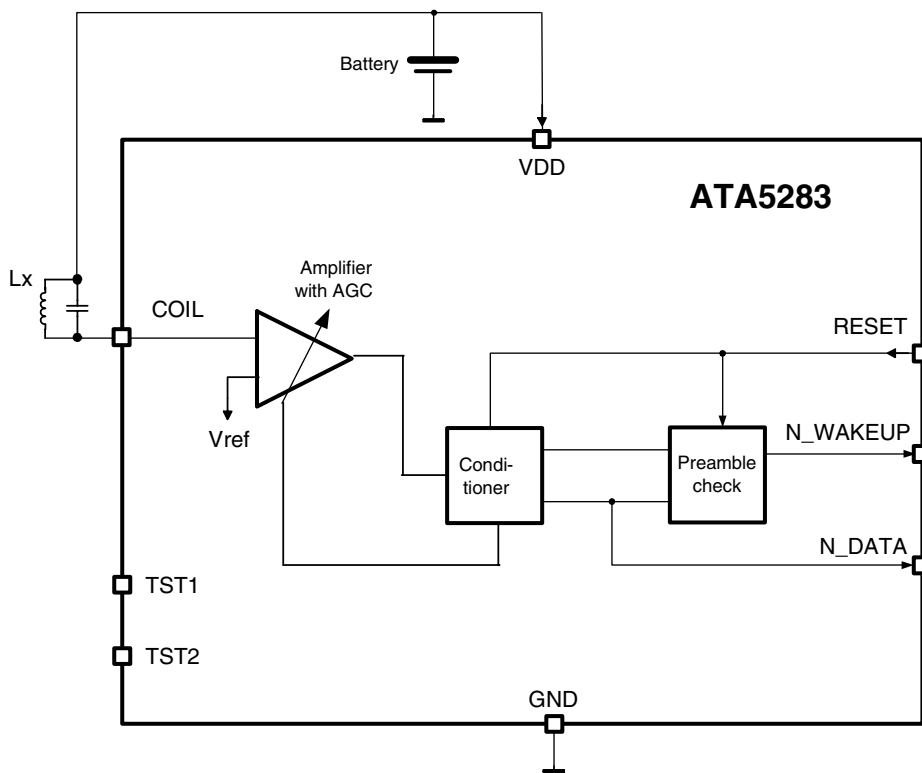 Battery
VDD
ATA5283
Lx
COIL
Amplifier
with AGC
RESET
Vref
N_WAKEUP
Condi-
tioner
Preamble
check
N_DATA
TST1
TST2
GND